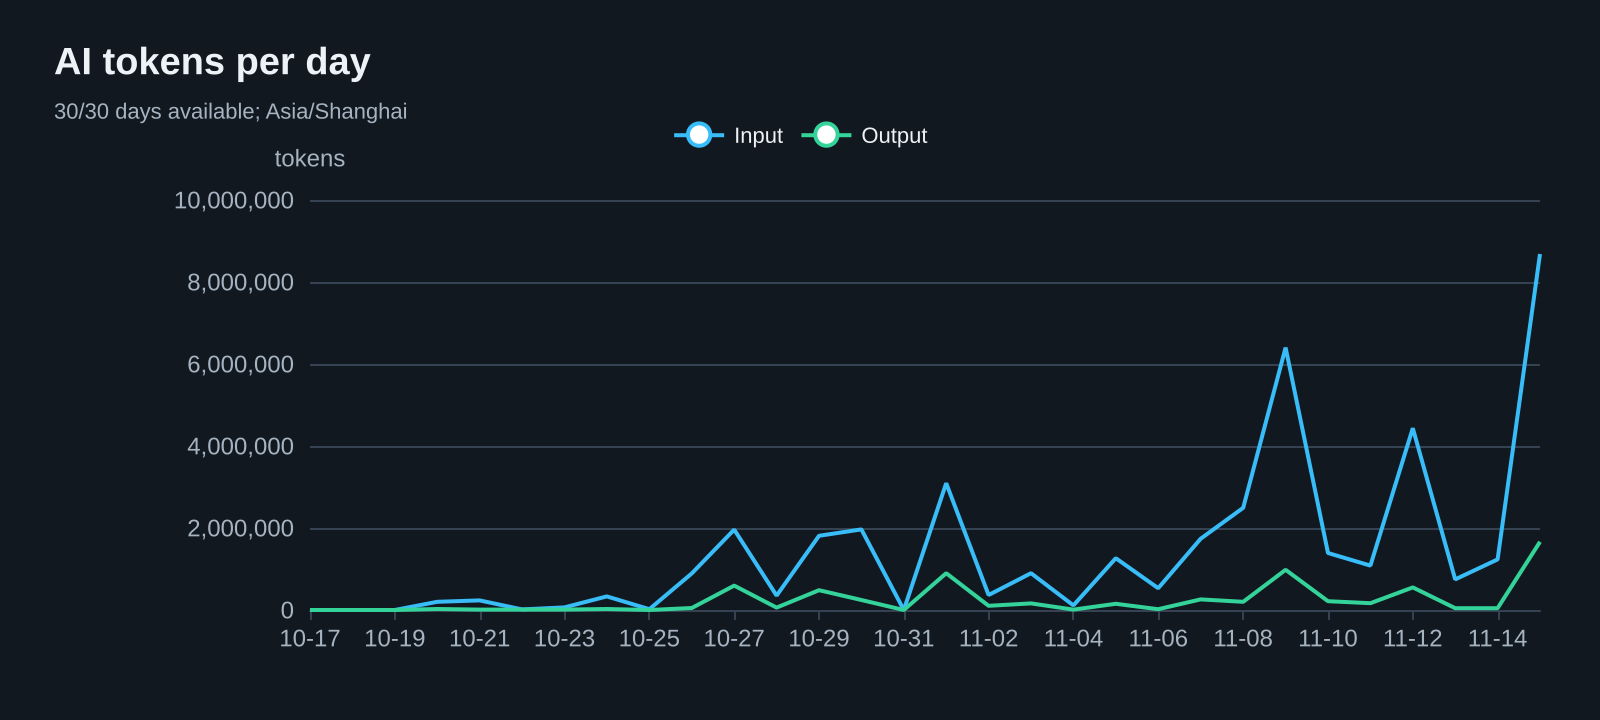 AI tokens per day
30/30 days available; Asia/Shanghai
Input Output
tokens
10,000,000
8,000,000
6,000,000
4,000,000
2,000,000
0
10-17 10-19 10-21 10-23 10-25 10-27 10-29 10-31 11-02 11-04 11-06 11-08 11-10 11-12 11-14